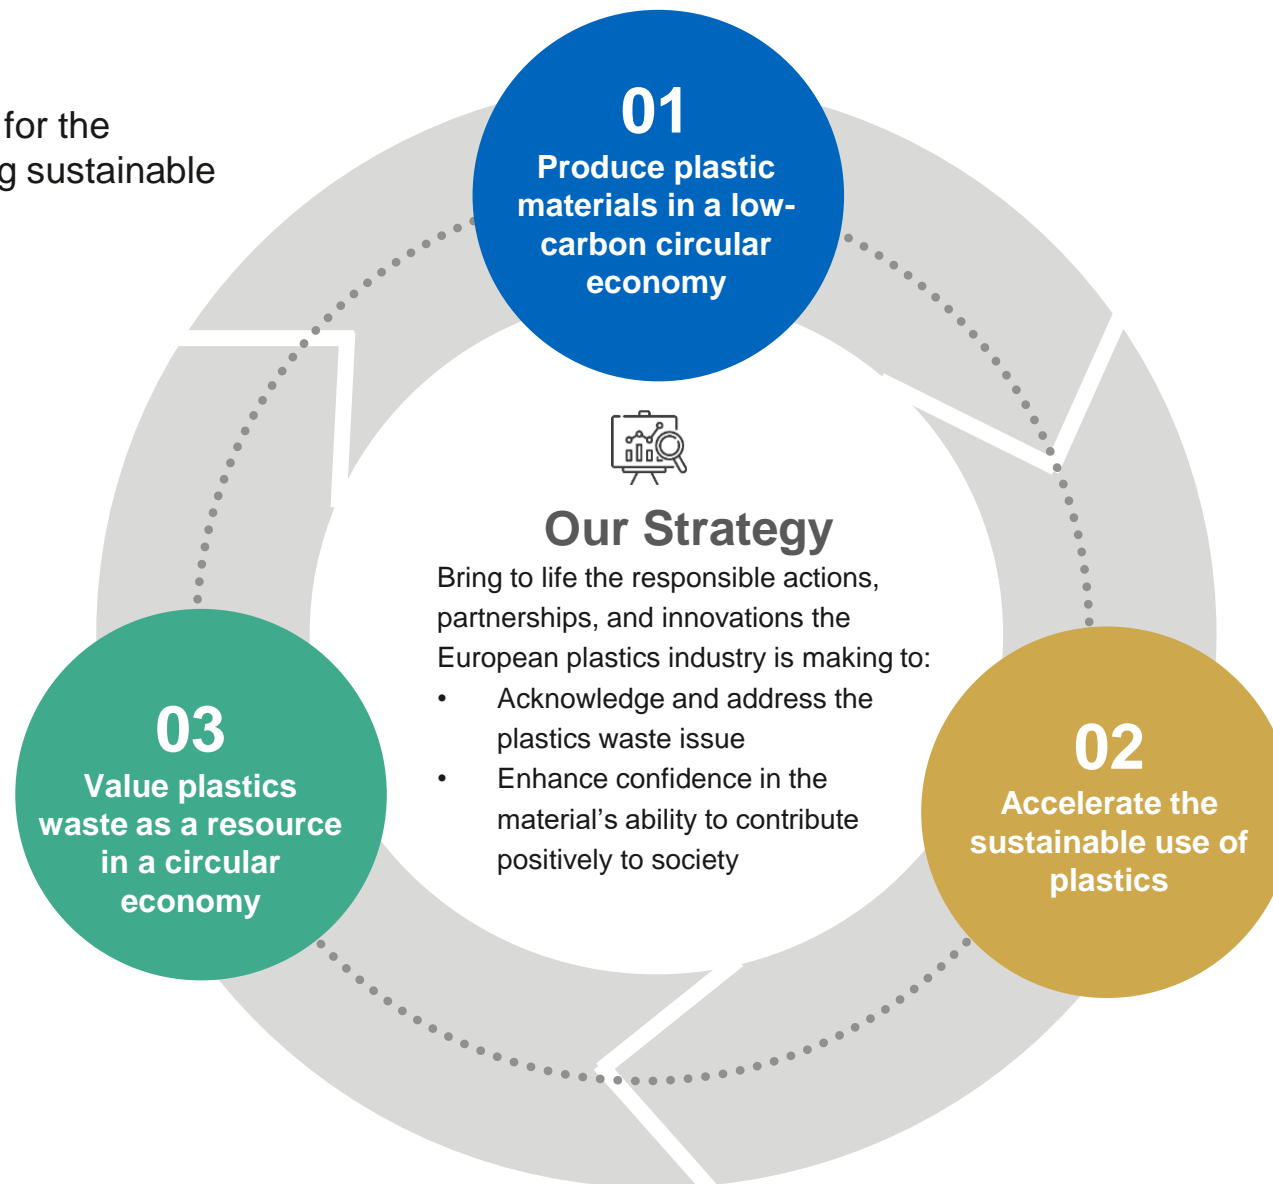 for the
g sustainable
01
Produce plastic
materials in a low-
carbon circular
economy
Our Strategy
Bring to life the responsible actions,
partnerships, and innovations the
European plastics industry is making to:
• Acknowledge and address the
plastics waste issue
• Enhance confidence in the
material’s ability to contribute
positively to society
02
Accelerate the
sustainable use of
plastics
03
Value plastics
waste as a resource
in a circular
economy